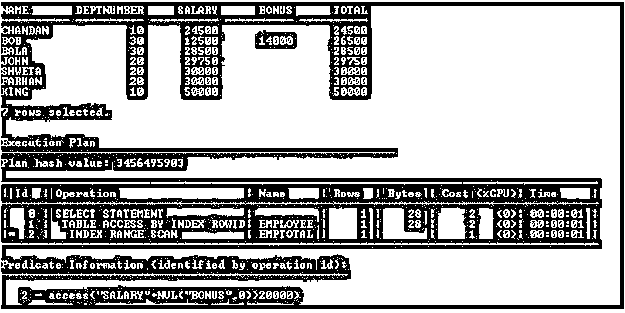 NAME DEPTNUMBER SALARY BONUS TOTAL
CHANDAN 10 24500 24500
BOB 30 12500 14000 26500
BALA 30 28500 28500
JOHN 20 29750 29750
SHWETA 20 30000 30000
FARHAN 20 30000 30000
KING 10 50000 50000
7 rows selected.
Execution Plan
Plan hash value: 3456495903
| Id | Operation | Name | Rows | Bytes | Cost (%CPU)| Time |
| 0 | SELECT STATEMENT | | 1 | 28 | 2 (0)| 00:00:01 |
| 1 | TABLE ACCESS BY INDEX ROWID| EMPLOYEE | 1 | 28 | 2 (0)| 00:00:01 |
|* 2 | INDEX RANGE SCAN | EMPTOTAL | 1 | | 1 (0)| 00:00:01 |
Predicate Information (identified by operation id):
2 - access("SALARY"+NVL("BONUS",0)>20000)